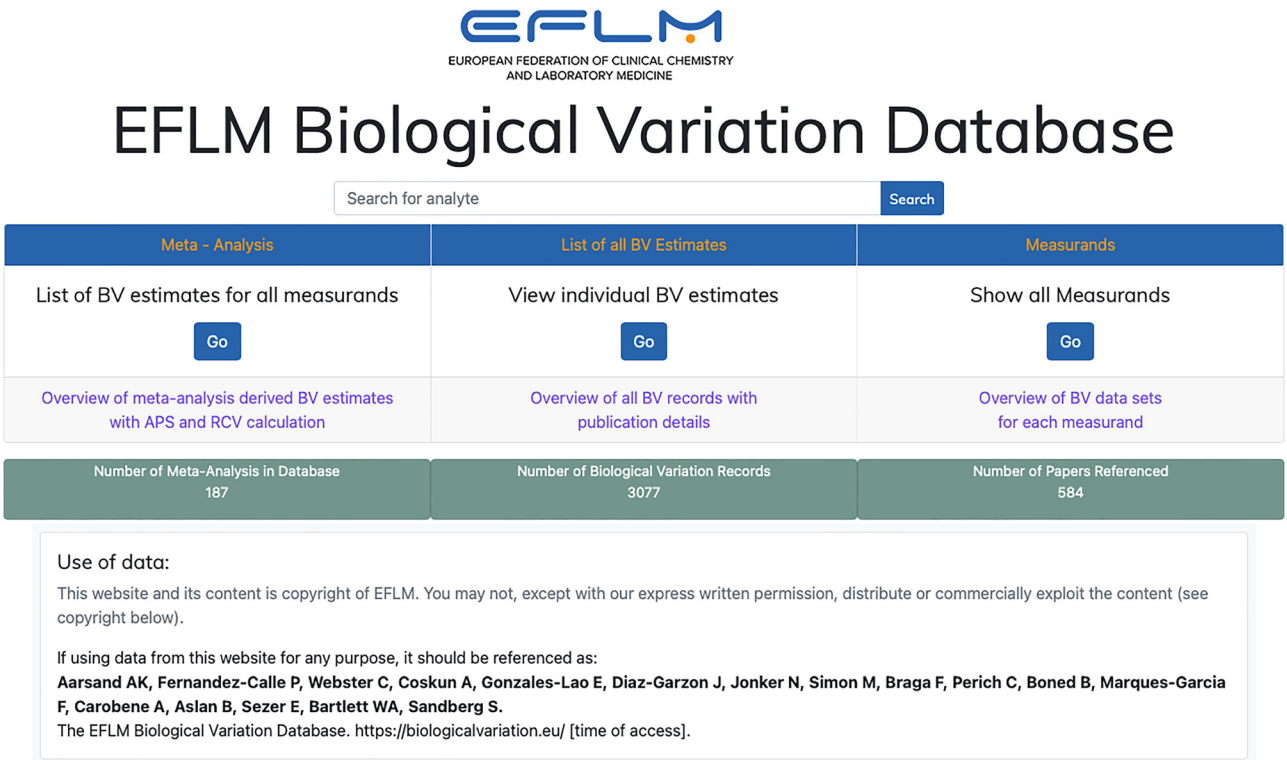 EFLM
EUROPEAN FEDERATION OF CLINICAL CHEMISTRY
AND LABORATORY MEDICINE
EFLM Biological Variation Database
Search for analyte
Search
Meta - Analysis
List of all BV Estimates
Measurands
List of BV estimates for all measurands
View individual BV estimates
Show all Measurands
Go
Go
Go
Overview of meta-analysis derived BV estimates
with APS and RCV calculation
Overview of all BV records with
publication details
Overview of BV data sets
for each measurand
Number of Meta-Analysis in Database
187
Number of Biological Variation Records
3077
Number of Papers Referenced
584
Use of data:
This website and its content is copyright of EFLM. You may not, except with our express written permission, distribute or commercially exploit the content (see
copyright below).
If using data from this website for any purpose, it should be referenced as:
Aarsand AK, Fernandez-Calle P, Webster C, Coskun A, Gonzales-Lao E, Diaz-Garzon J, Jonker N, Simon M, Braga F, Perich C, Boned B, Marques-Garcia
F, Carobene A, Aslan B, Sezer E, Bartlett WA, Sandberg S.
The EFLM Biological Variation Database. https://biologicalvariation.eu/ [time of access].